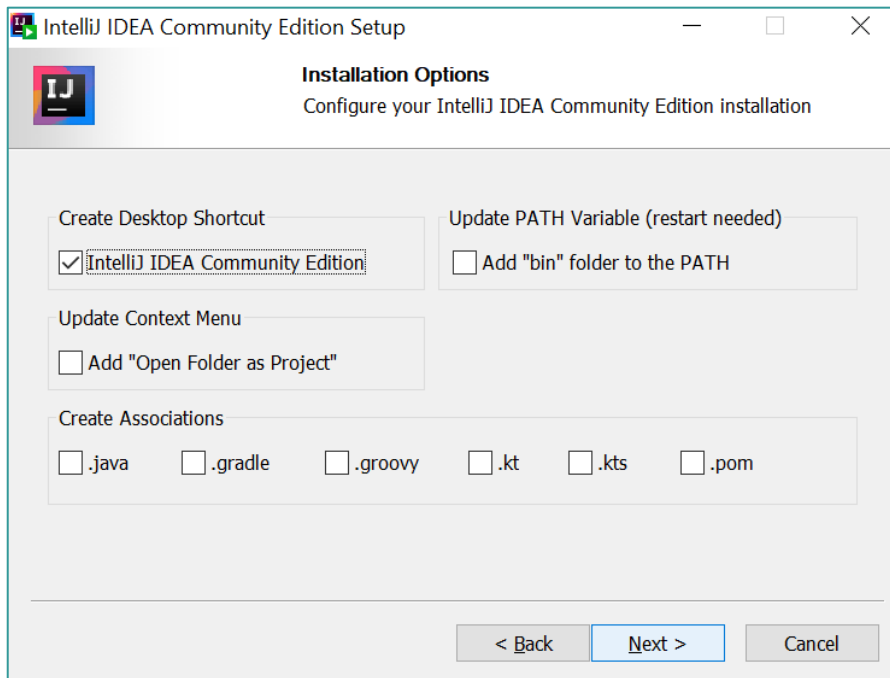 IntelliJ IDEA Community Edition Setup
IJ
Installation Options
Configure your IntelliJ IDEA Community Edition installation
Create Desktop Shortcut
IntelliJ IDEA Community Edition
Update PATH Variable (restart needed)
Add "bin" folder to the PATH
Update Context Menu
Add "Open Folder as Project"
Create Associations
.java .gradle .groovy .kt .kts .pom
< Back Next > Cancel